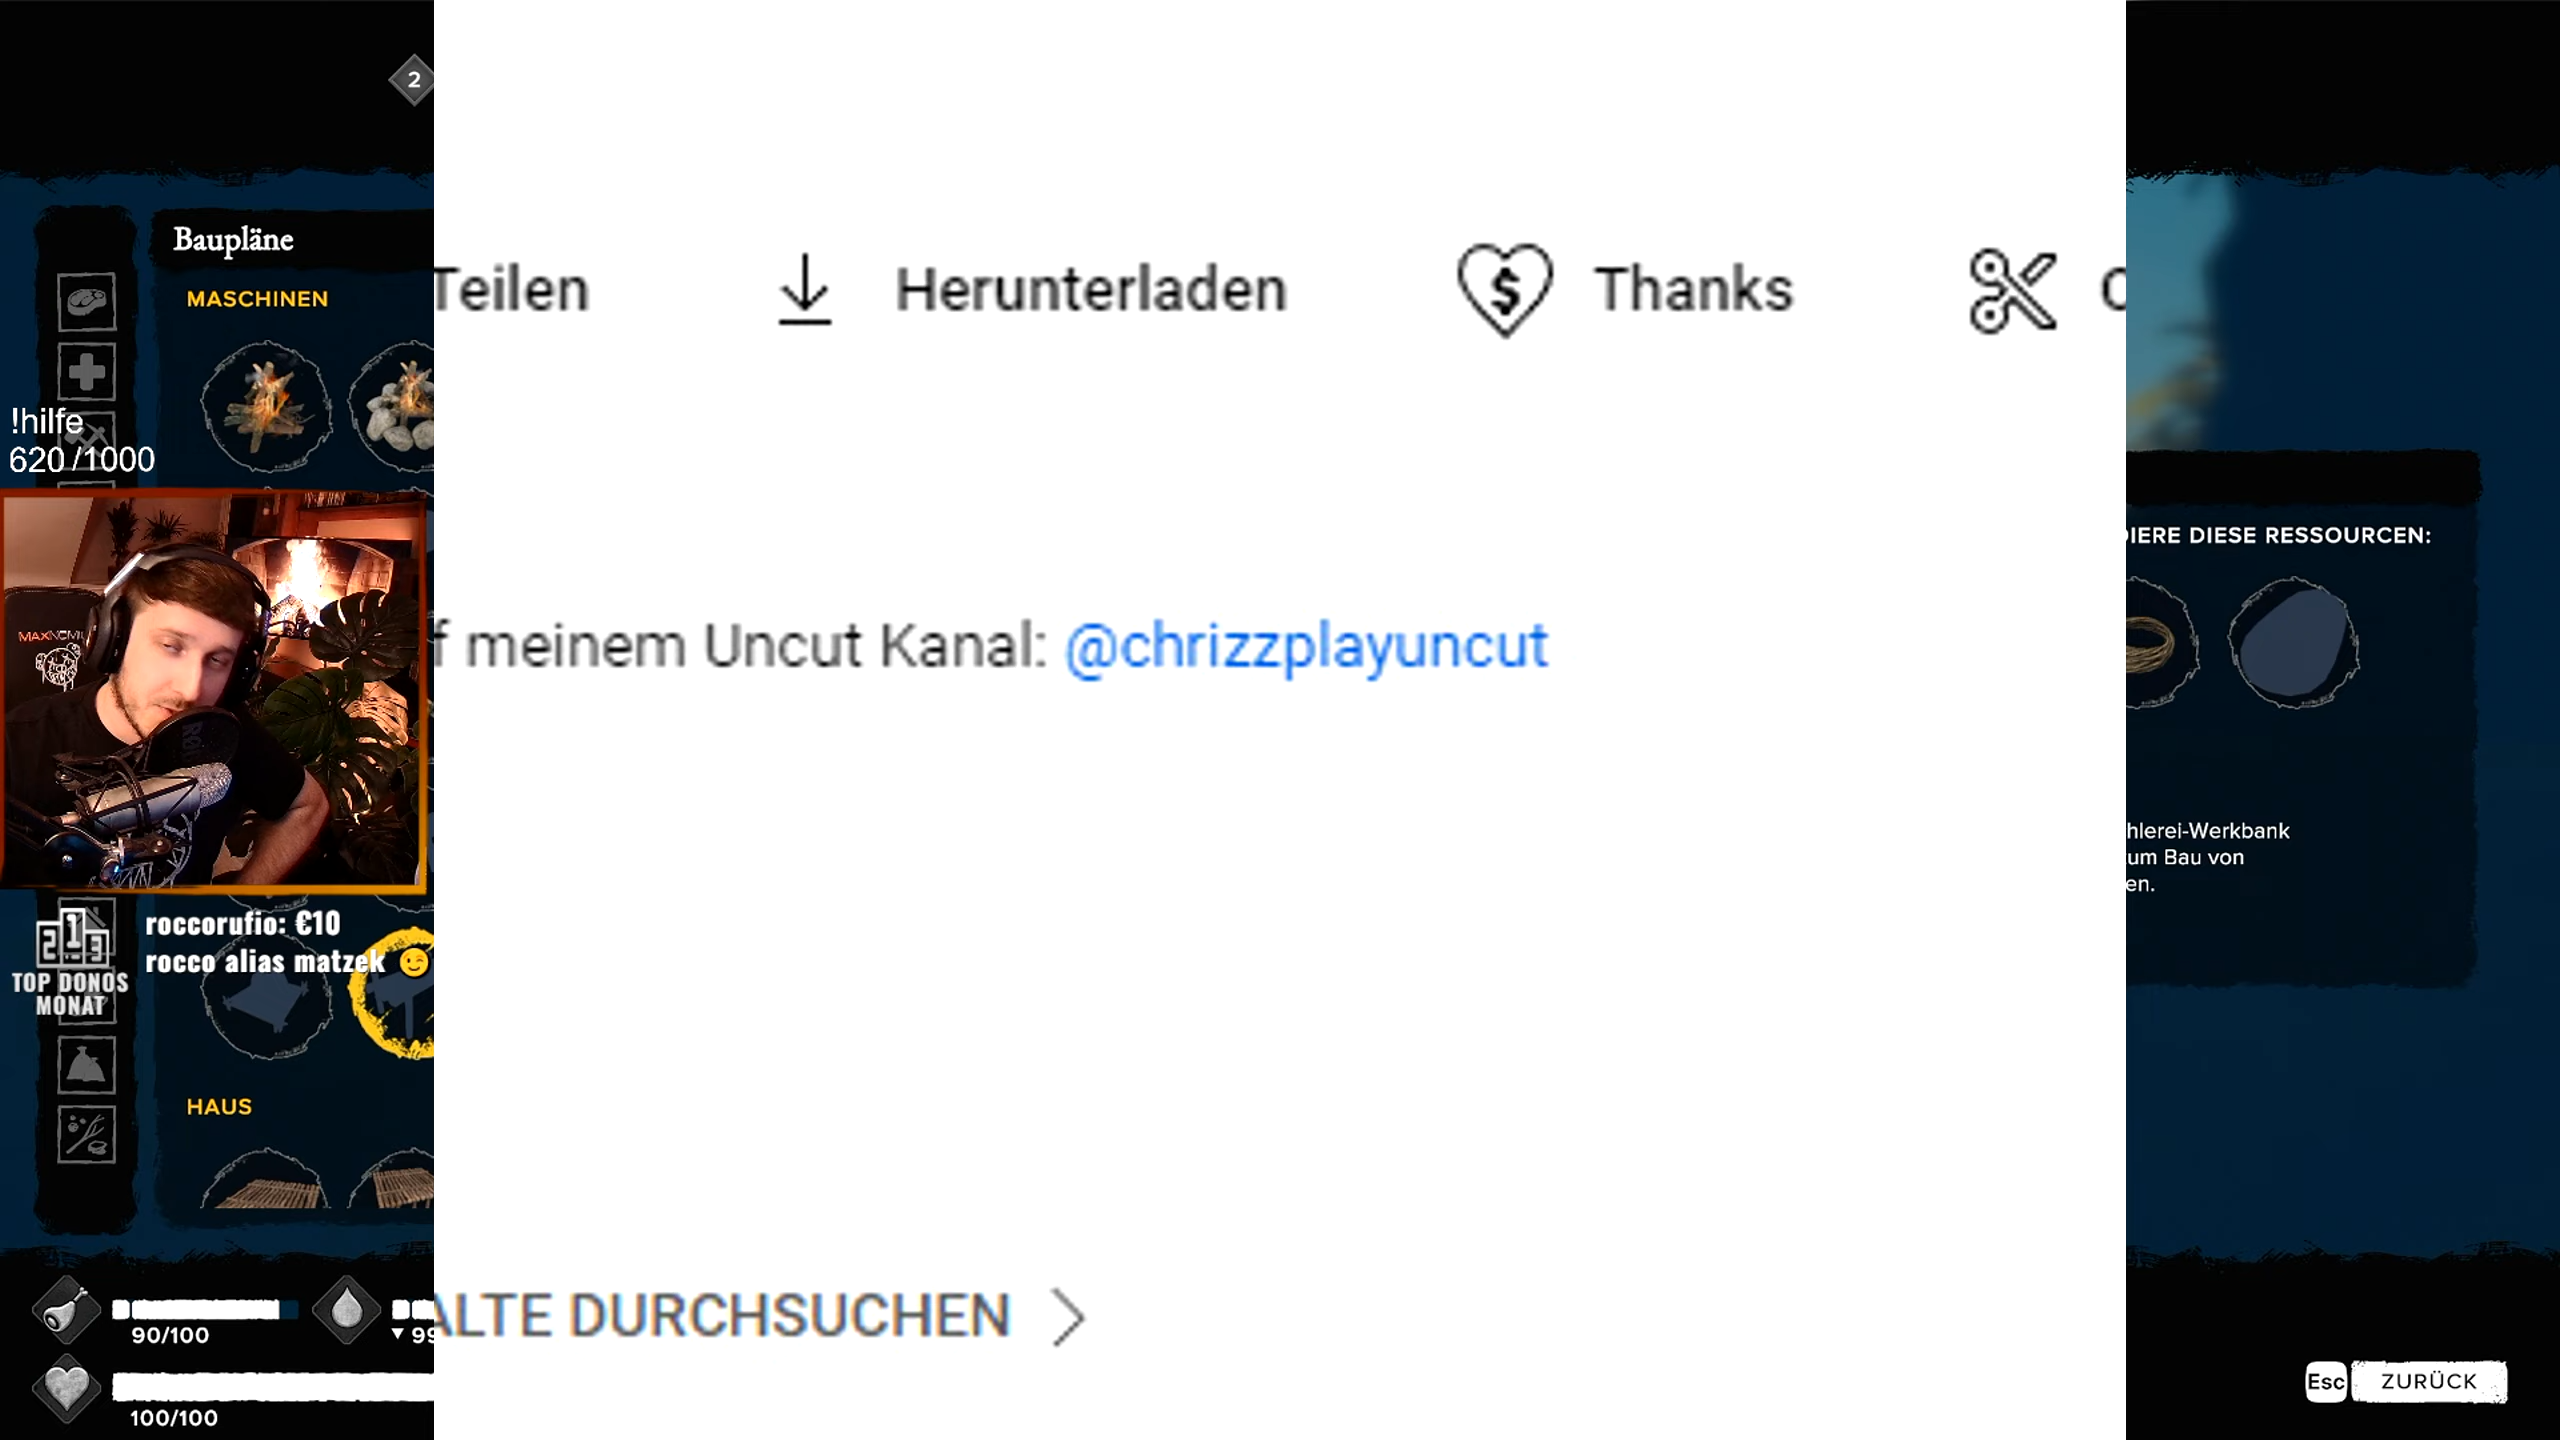 2
Baupläne
MASCHINEN
!hilfe
620/1000
roccorufio: €10
rocco alias matzek 😉
TOP DONOS
MONAT
HAUS
90/100
▼ 99
100/100
Teilen
Herunterladen
Thanks
f meinem Uncut Kanal: @chrizzplayuncut
ALTE DURCHSUCHEN
DIERE DIESE RESSOURCEN:
hlerei-Werkbank
um Bau von
en.
Esc ZURÜCK